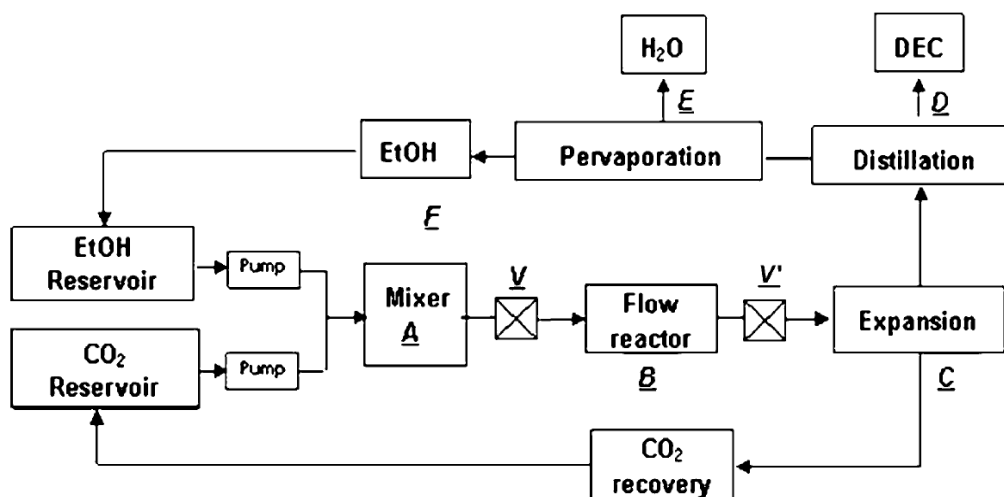 H₂O
DEC
E
D
EtOH
Pervaporation
Distillation
F
EtOH
Reservoir
Pump
Mixer
A
V
Flow
reactor
B
V'
Expansion
C
CO₂
Reservoir
Pump
CO₂
recovery